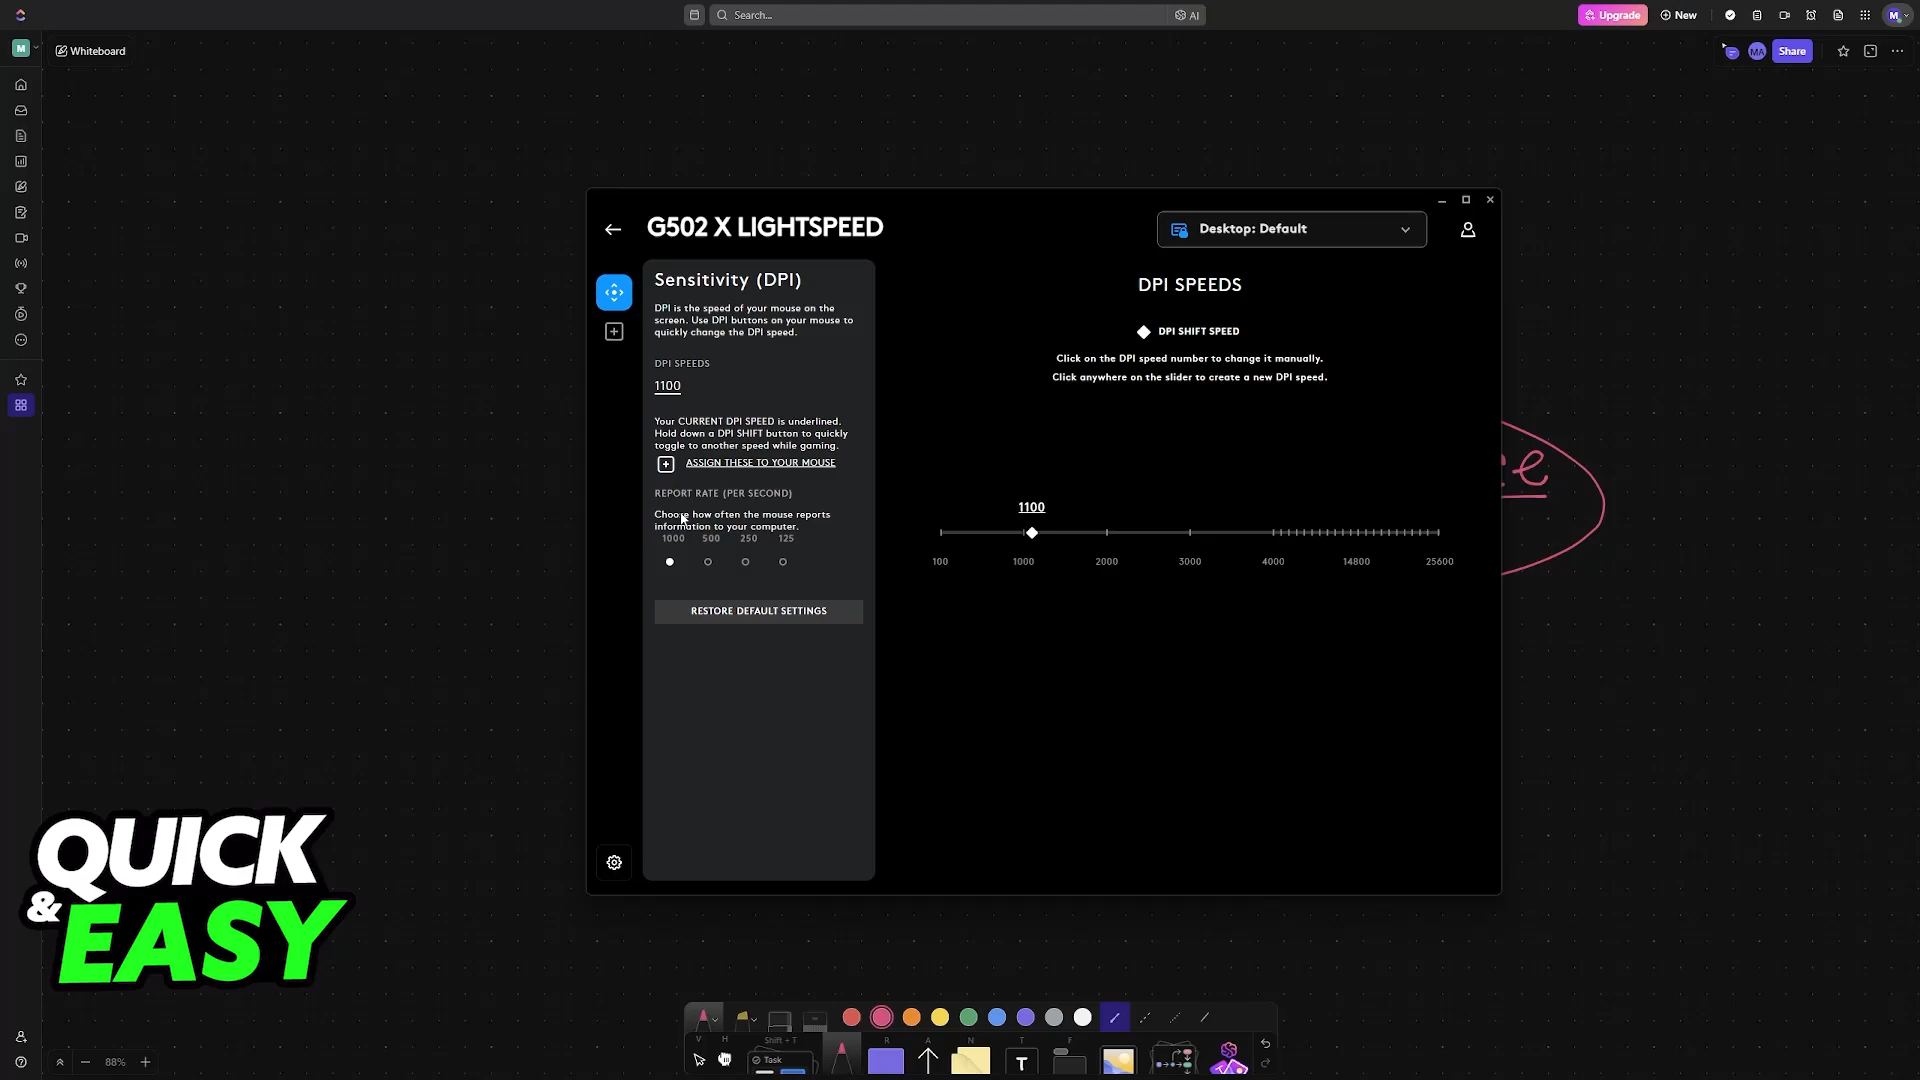 Search...
AI
Upgrade
New
M
M
Whiteboard
MA
Share
G502 X LIGHTSPEED
Desktop: Default
Sensitivity (DPI)
DPI is the speed of your mouse on the
screen. Use DPI buttons on your mouse to
quickly change the DPI speed.
DPI SPEEDS
1100
Your CURRENT DPI SPEED is underlined.
Hold down a DPI SHIFT button to quickly
toggle to another speed while gaming.
ASSIGN THESE TO YOUR MOUSE
REPORT RATE (PER SECOND)
Choose how often the mouse reports
information to your computer.
1000 500 250 125
RESTORE DEFAULT SETTINGS
DPI SPEEDS
DPI SHIFT SPEED
Click on the DPI speed number to change it manually.
Click anywhere on the slider to create a new DPI speed.
1100
100 1000 2000 3000 4000 14800 25600
QUICK
& EASY
V H Shift + T R A N T F
Task
T
88%